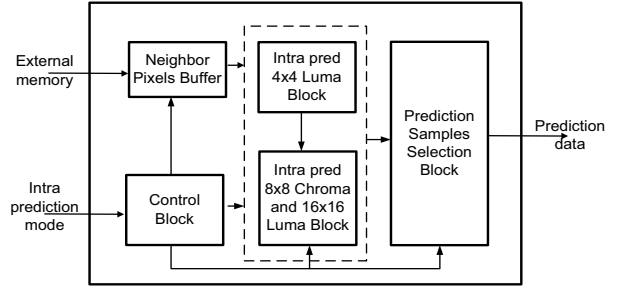 External
memory
Neighbor
Pixels Buffer
Intra pred
4x4 Luma
Block
Prediction
Samples
Selection
Block
Prediction
data
Intra
prediction
mode
Control
Block
Intra pred
8x8 Chroma
and 16x16
Luma Block